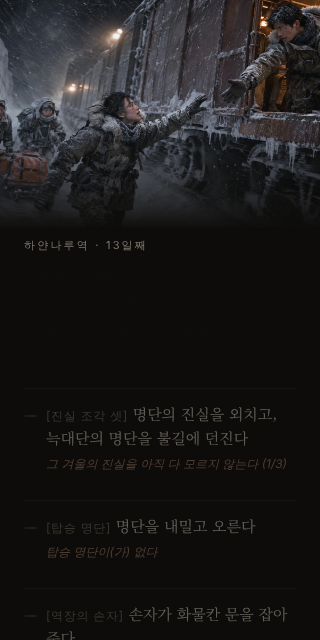 하얀나루역 · 13일째
— [진실 조각 셋] 명단의 진실을 외치고,
늑대단의 명단을 불길에 던진다
그 겨울의 진실을 아직 다 모르지 않는다 (1/3)
— [탑승 명단] 명단을 내밀고 오른다
탑승 명단이(가) 없다
— [역장의 손자] 손자가 화물칸 문을 잡아
준다